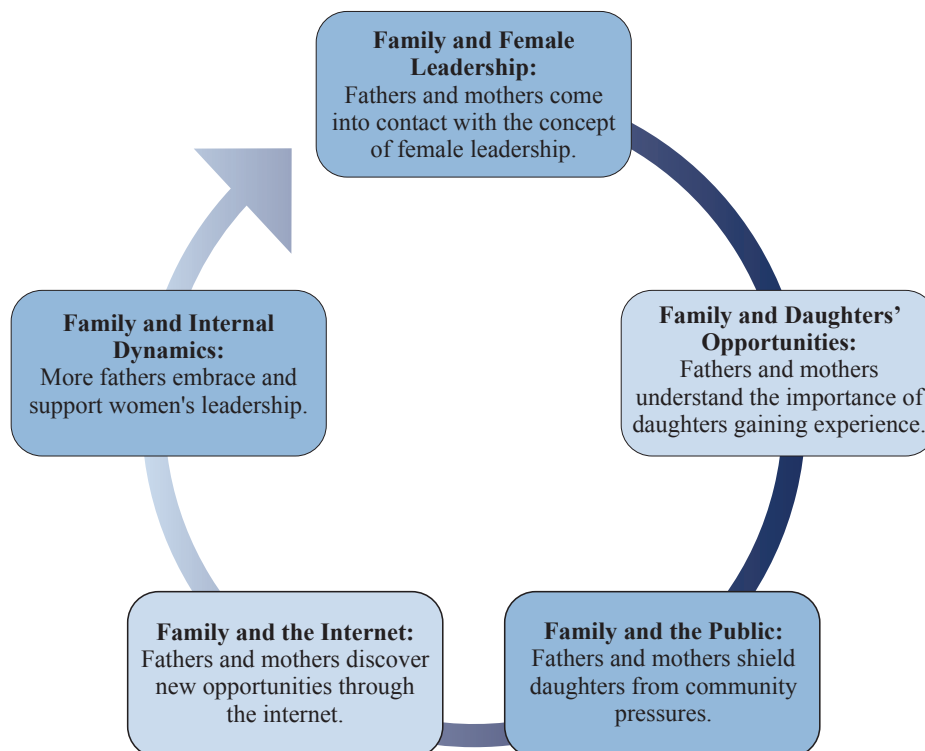 Family and Female
Leadership:
Fathers and mothers come
into contact with the concept
of female leadership.
Family and Daughters’
Opportunities:
Fathers and mothers
understand the importance of
daughters gaining experience.
Family and the Public:
Fathers and mothers shield
daughters from community
pressures.
Family and the Internet:
Fathers and mothers discover
new opportunities through
the internet.
Family and Internal
Dynamics:
More fathers embrace and
support women's leadership.